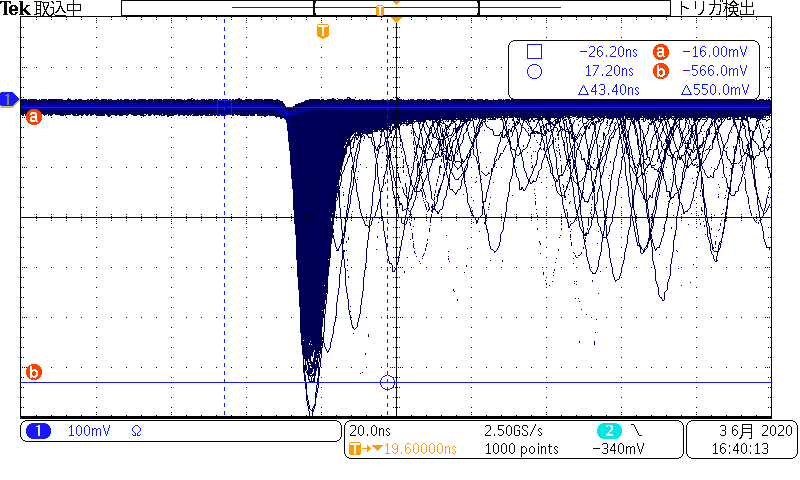 Tek 取込中
トリガ検出
T
T
-26.20ns a -16.00mV
17.20ns b -566.0mV
Δ43.40ns Δ550.0mV
1
a
b
1 100mV Ω
20.0ns 2.50GS/s 2 -340mV
T→▼19.60000ns 1000 points
3 6月 2020
16:40:13